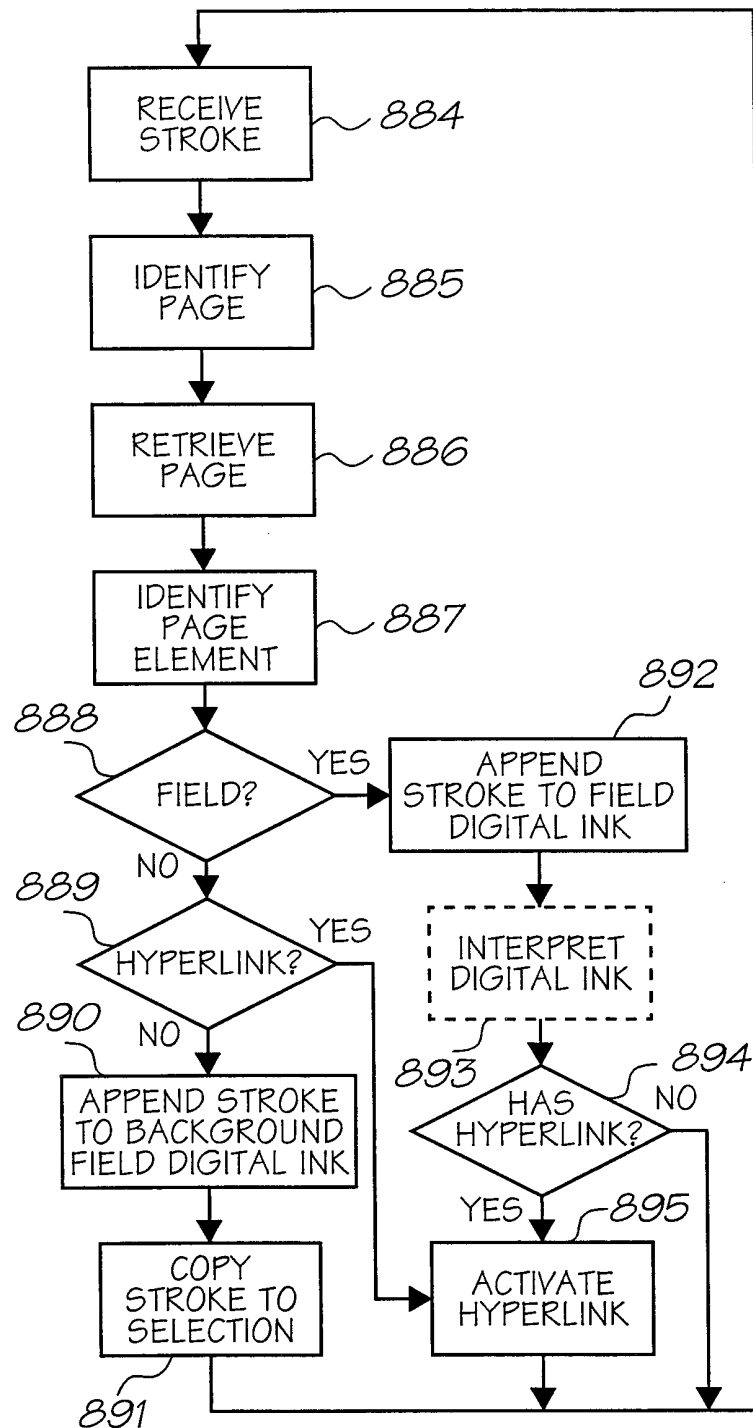 RECEIVE
STROKE
884
IDENTIFY
PAGE
885
RETRIEVE
PAGE
886
IDENTIFY
PAGE
ELEMENT
887
888
FIELD?
YES
NO
892
APPEND
STROKE TO FIELD
DIGITAL INK
889
HYPERLINK?
YES
NO
INTERPRET
DIGITAL INK
893
890
APPEND STROKE
TO BACKGROUND
FIELD DIGITAL INK
894
HAS
HYPERLINK?
NO
YES
COPY
STROKE TO
SELECTION
891
895
ACTIVATE
HYPERLINK